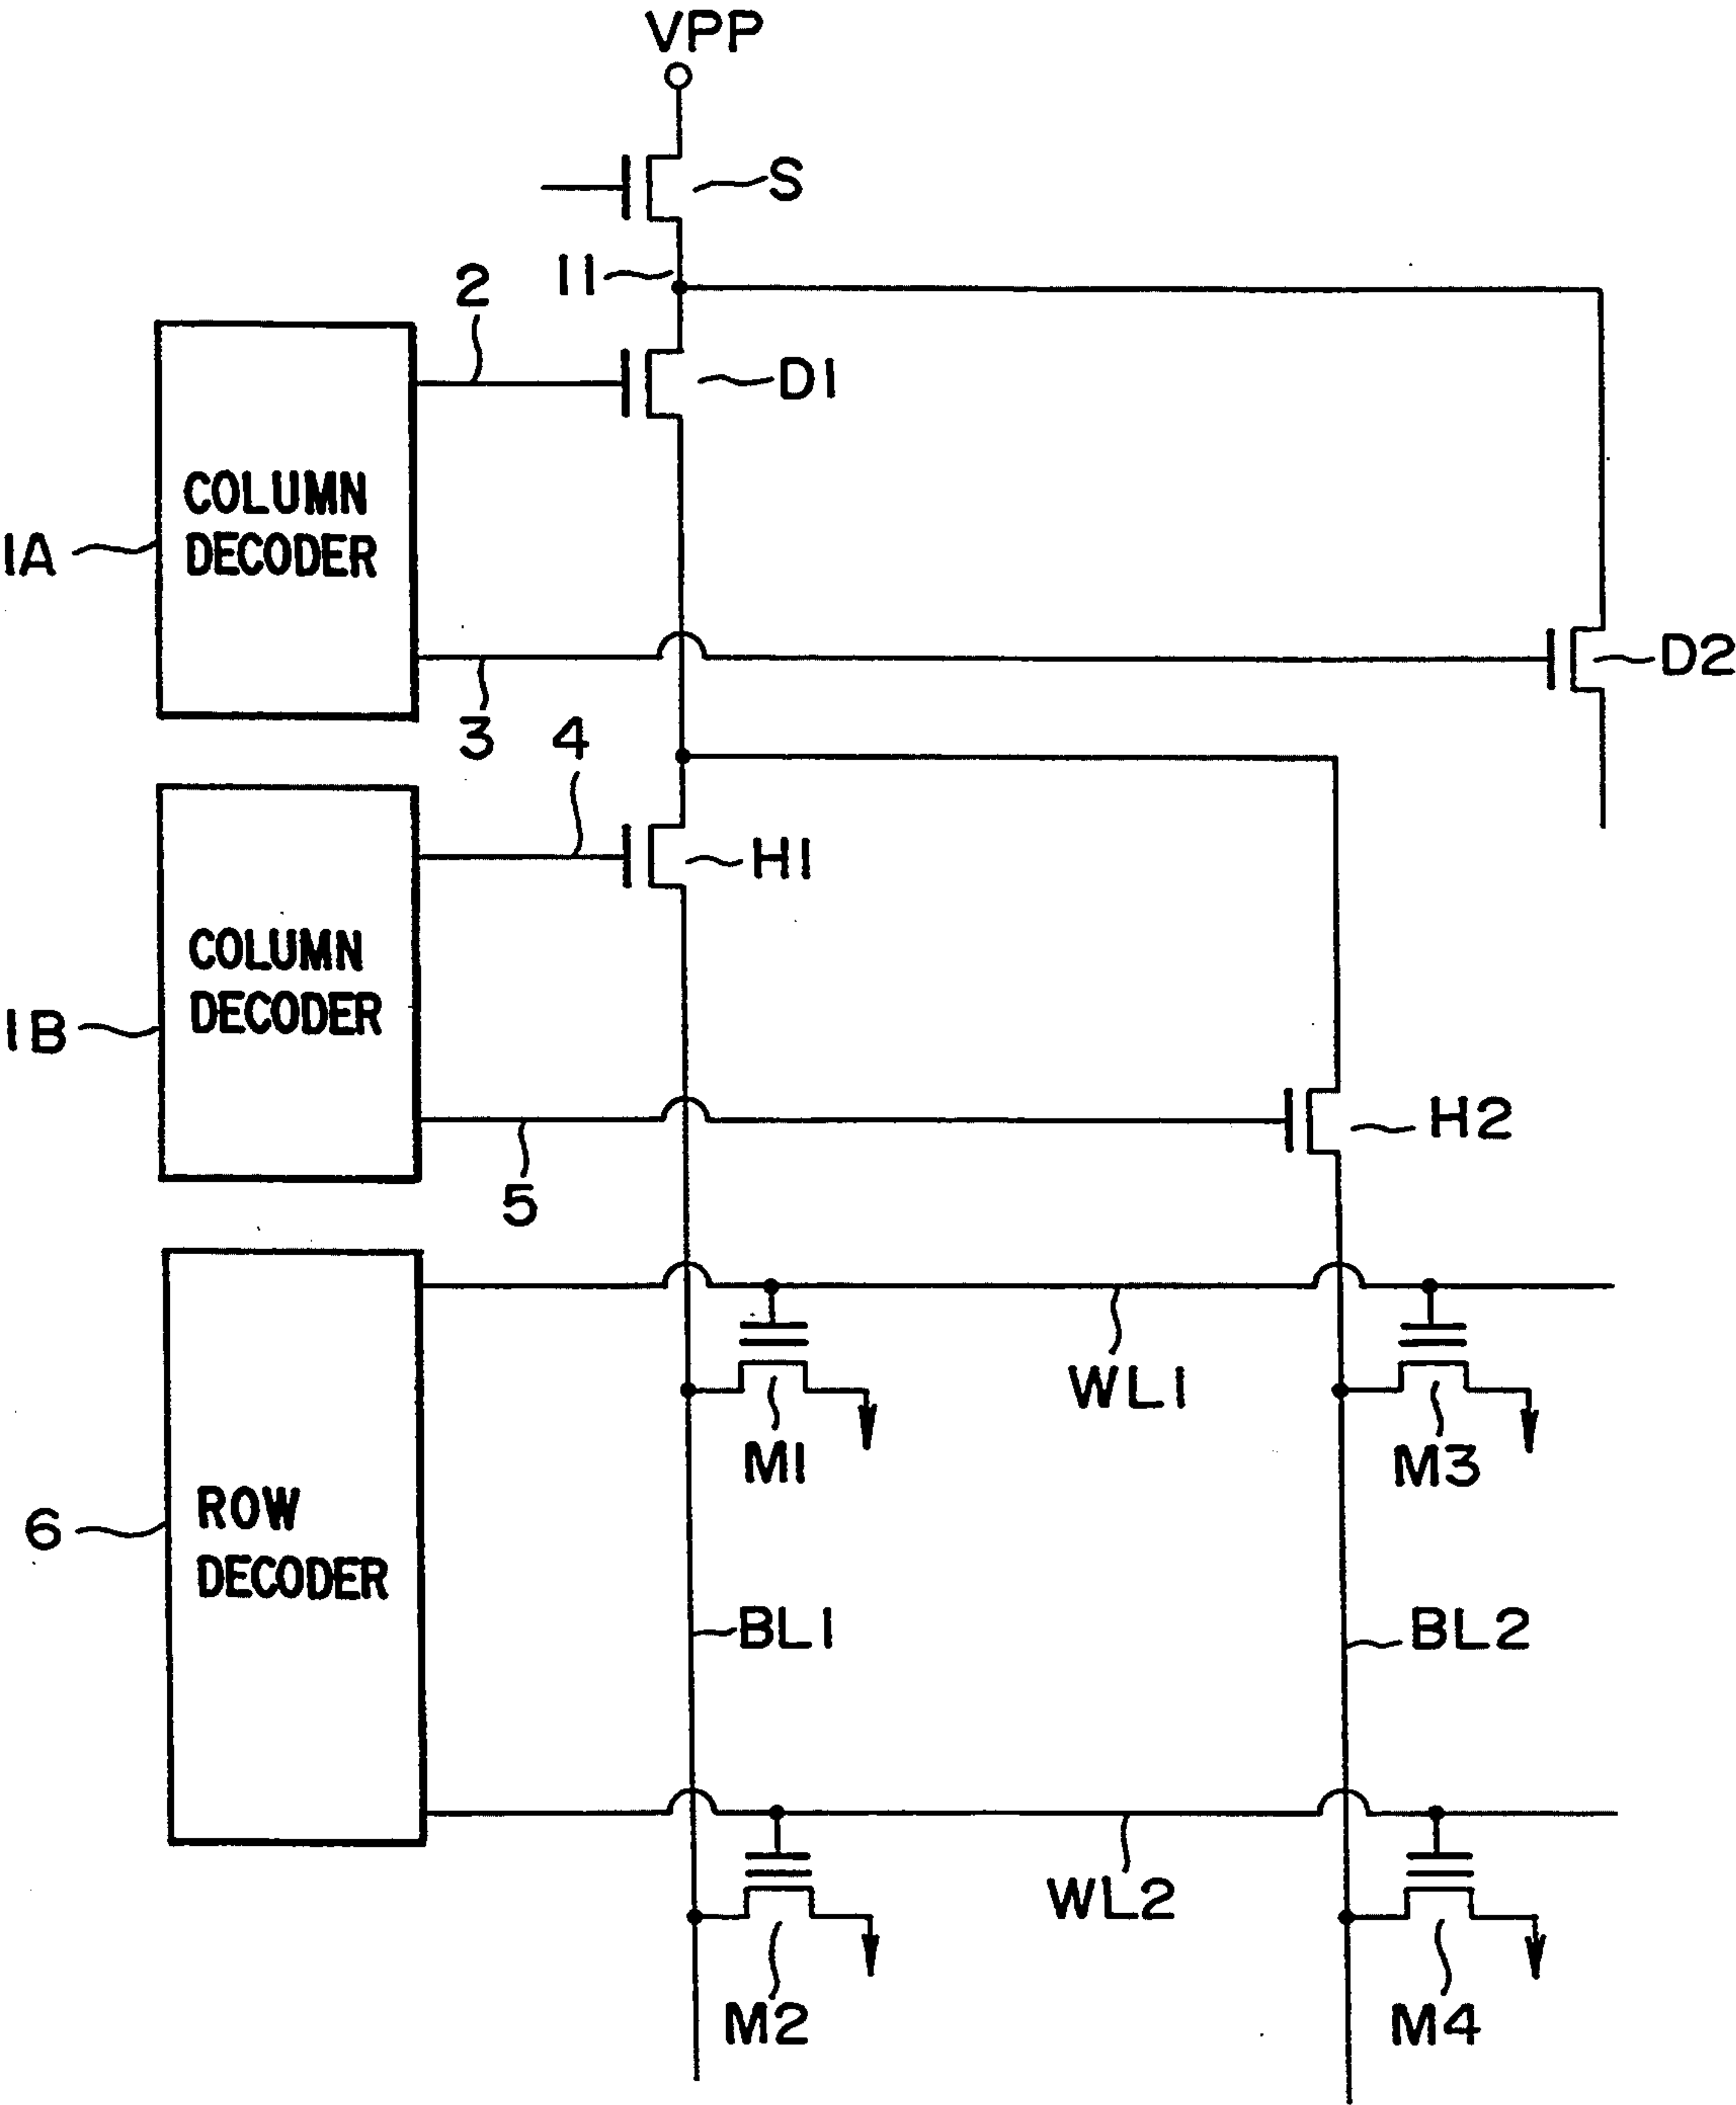 VPP
S
11
2
D1
COLUMN
DECODER
1A
D2
3
4
H1
COLUMN
DECODER
1B
H2
5
WL1
M1
M3
ROW
DECODER
6
BL1
BL2
WL2
M2
M4